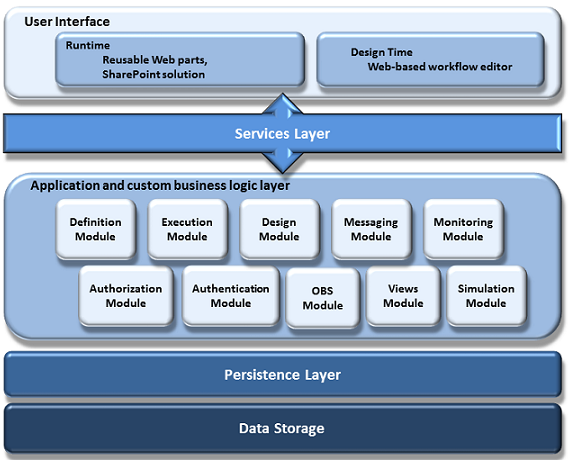 User Interface
Runtime
Reusable Web parts,
SharePoint solution
Design Time
Web-based workflow editor
Services Layer
Application and custom business logic layer
Definition
Module
Execution
Module
Design
Module
Messaging
Module
Monitoring
Module
Authorization
Module
Authentication
Module
OBS
Module
Views
Module
Simulation
Module
Persistence Layer
Data Storage